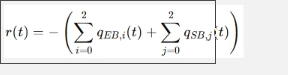 r(t) = − ( ∑_{i=0}^{2} q_{EB,i}(t) + ∑_{j=0}^{2} q_{SB,j}(t) )